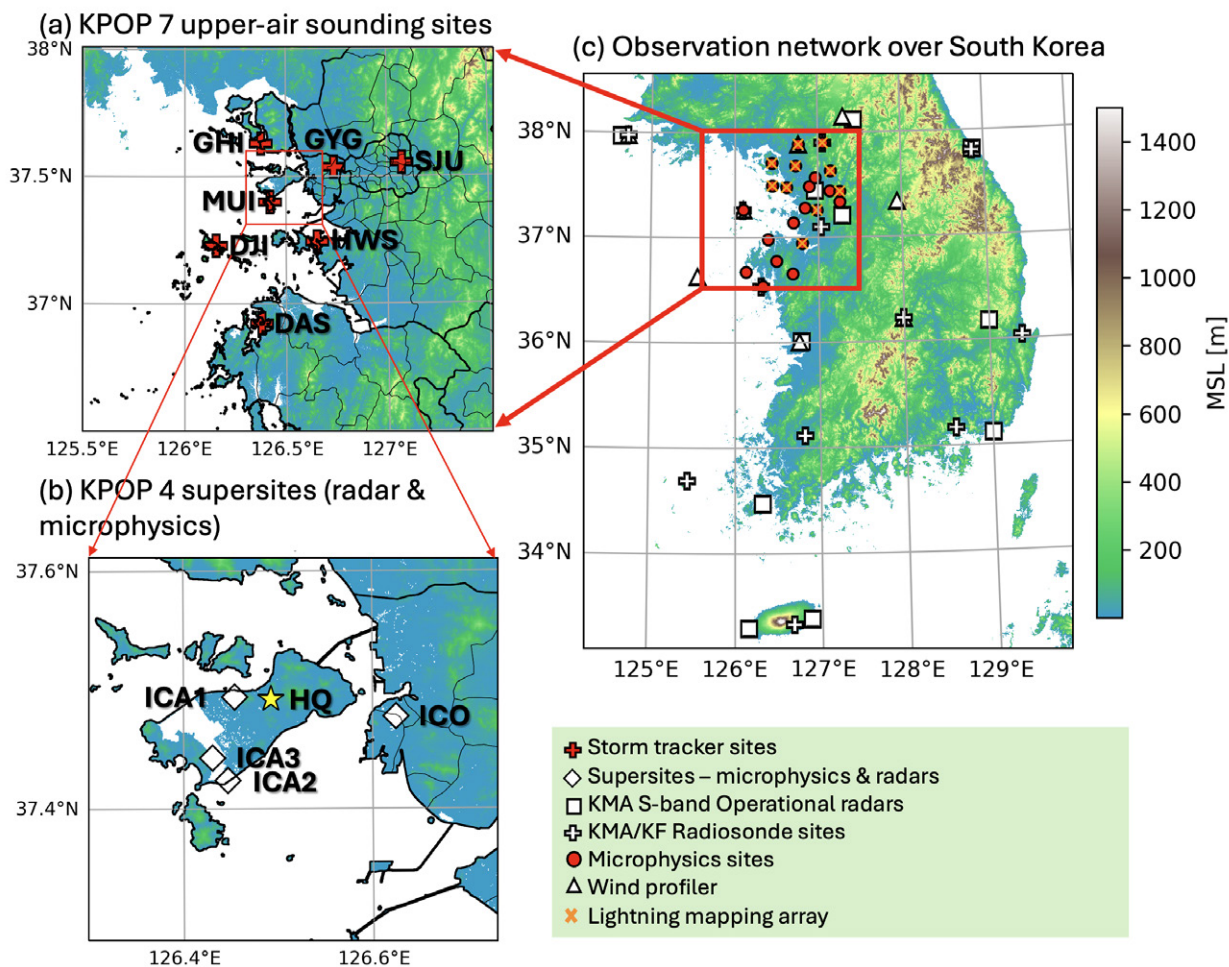 (a) KPOP 7 upper-air sounding sites
38°N
37.5°N
37°N
125.5°E
126°E
126.5°E
127°E
GHI
GYG
SJU
MUI
DJI
HWS
DAS
(b) KPOP 4 supersites (radar &
microphysics)
37.6°N
37.4°N
126.4°E
126.6°E
ICA1
HQ
ICO
ICA3
ICA2
(c) Observation network over South Korea
38°N
37°N
36°N
35°N
34°N
125°E
126°E
127°E
128°E
129°E
1400
1200
1000
800
600
400
200
MSL [m]
Storm tracker sites
Supersites – microphysics & radars
KMA S-band Operational radars
KMA/KF Radiosonde sites
Microphysics sites
Wind profiler
Lightning mapping array